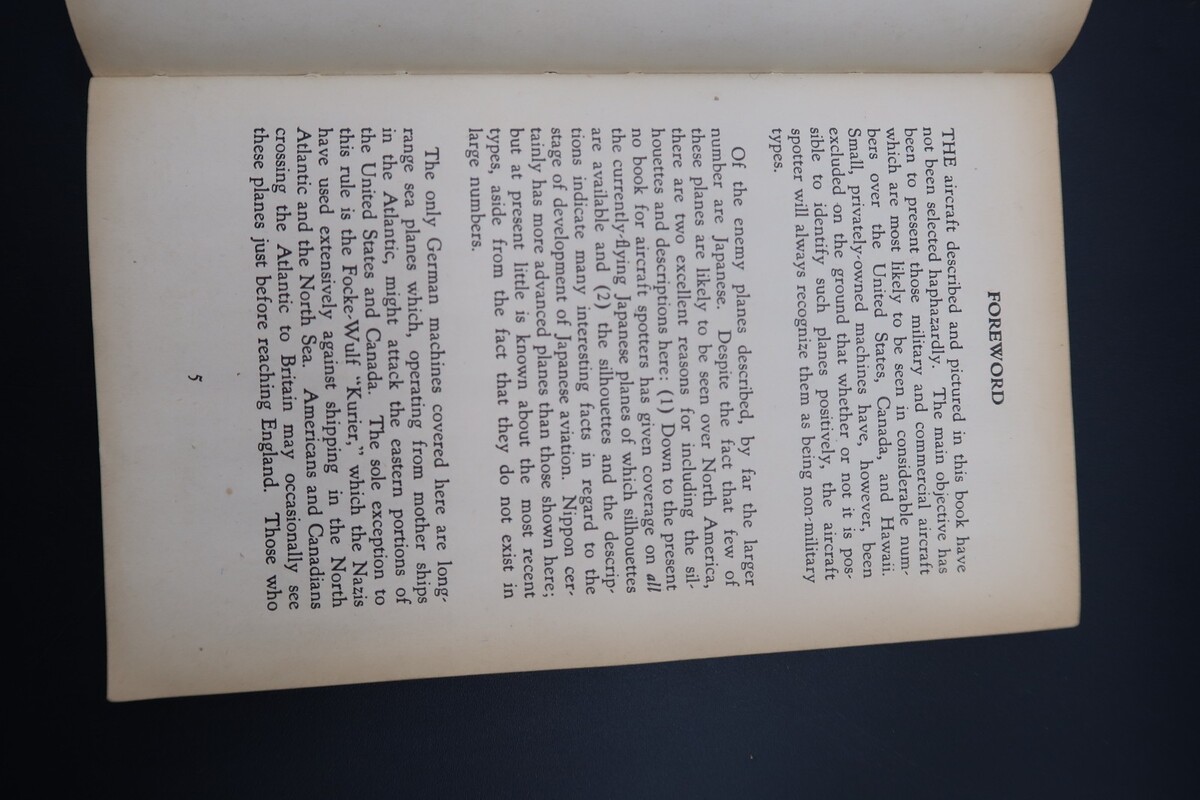 FOREWORD
THE aircraft described and pictured in this book have
not been selected haphazardly. The main objective has
been to present those military and commercial aircraft
which are most likely to be seen in considerable num-
bers over the United States, Canada, and Hawaii.
Small, privately-owned machines have, however, been
excluded on the ground that whether or not it is pos-
sible to identify such planes positively, the aircraft
spotter will always recognize them as being non-military
types.
Of the enemy planes described, by far the larger
number are Japanese. Despite the fact that few of
these planes are likely to be seen over North America,
there are two excellent reasons for including the sil-
houettes and descriptions here: (1) Down to the present
no book for aircraft spotters has given coverage on all
the currently-flying Japanese planes of which silhouettes
are available and (2) the silhouettes and the descrip-
tions indicate many interesting facts in regard to the
stage of development of Japanese aviation. Nippon cer-
tainly has more advanced planes than those shown here;
but at present little is known about the most recent
types, aside from the fact that they do not exist in
large numbers.
The only German machines covered here are long-
range sea planes which, operating from mother ships
in the Atlantic, might attack the eastern portions of
the United States and Canada. The sole exception to
this rule is the Focke-Wulf "Kurier," which the Nazis
have used extensively against shipping in the North
Atlantic and the North Sea. Americans and Canadians
crossing the Atlantic to Britain may occasionally see
these planes just before reaching England. Those who
5